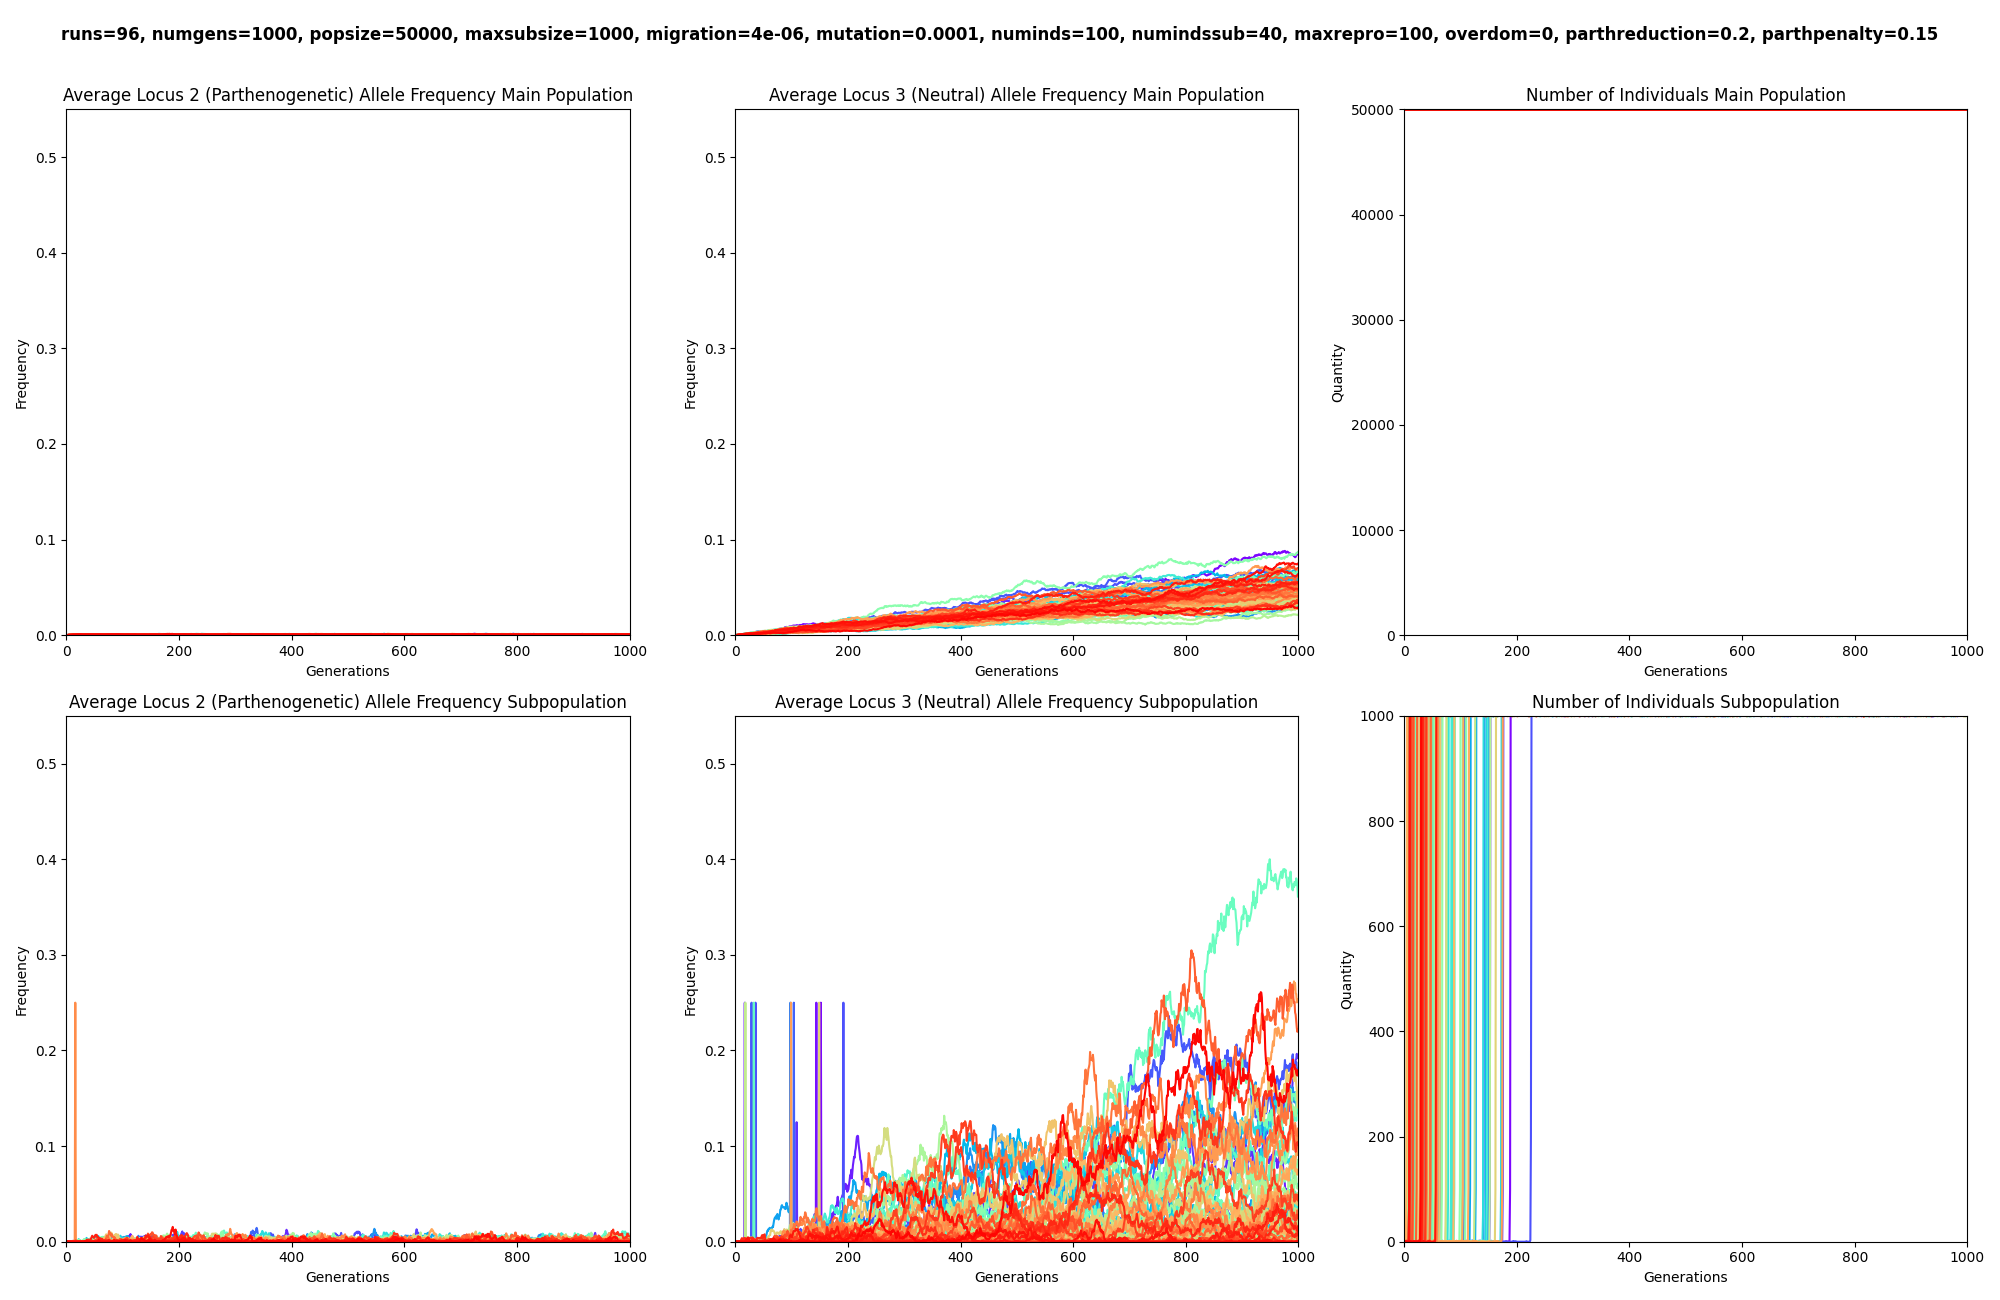 runs=96, numgens=1000, popsize=50000, maxsubsize=1000, migration=4e-06, mutation=0.0001, numinds=100, numindssub=40, maxrepro=100, overdom=0, parthreduction=0.2, parthpenalty=0.15
Average Locus 2 (Parthenogenetic) Allele Frequency Main Population
Frequency
0.5
0.4
0.3
0.2
0.1
0.0
0 200 400 600 800 1000
Generations
Average Locus 3 (Neutral) Allele Frequency Main Population
Frequency
0.5
0.4
0.3
0.2
0.1
0.0
0 200 400 600 800 1000
Generations
Number of Individuals Main Population
Quantity
50000
40000
30000
20000
10000
0
0 200 400 600 800 1000
Generations
Average Locus 2 (Parthenogenetic) Allele Frequency Subpopulation
Frequency
0.5
0.4
0.3
0.2
0.1
0.0
0 200 400 600 800 1000
Generations
Average Locus 3 (Neutral) Allele Frequency Subpopulation
Frequency
0.5
0.4
0.3
0.2
0.1
0.0
0 200 400 600 800 1000
Generations
Number of Individuals Subpopulation
Quantity
1000
800
600
400
200
0
0 200 400 600 800 1000
Generations